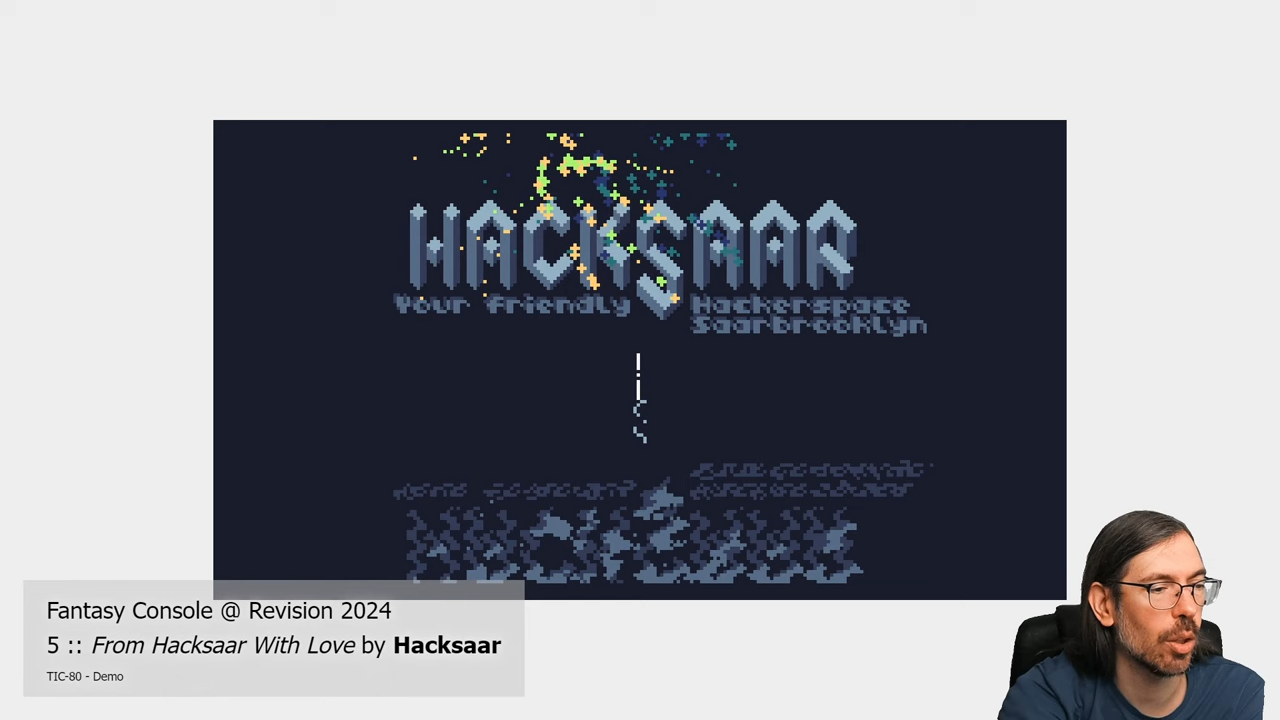 HACKSAAR
Your friendly Hackerspace
Saarbrooklyn
Fantasy Console @ Revision 2024
5 :: From Hacksaar With Love by Hacksaar
TIC-80 - Demo